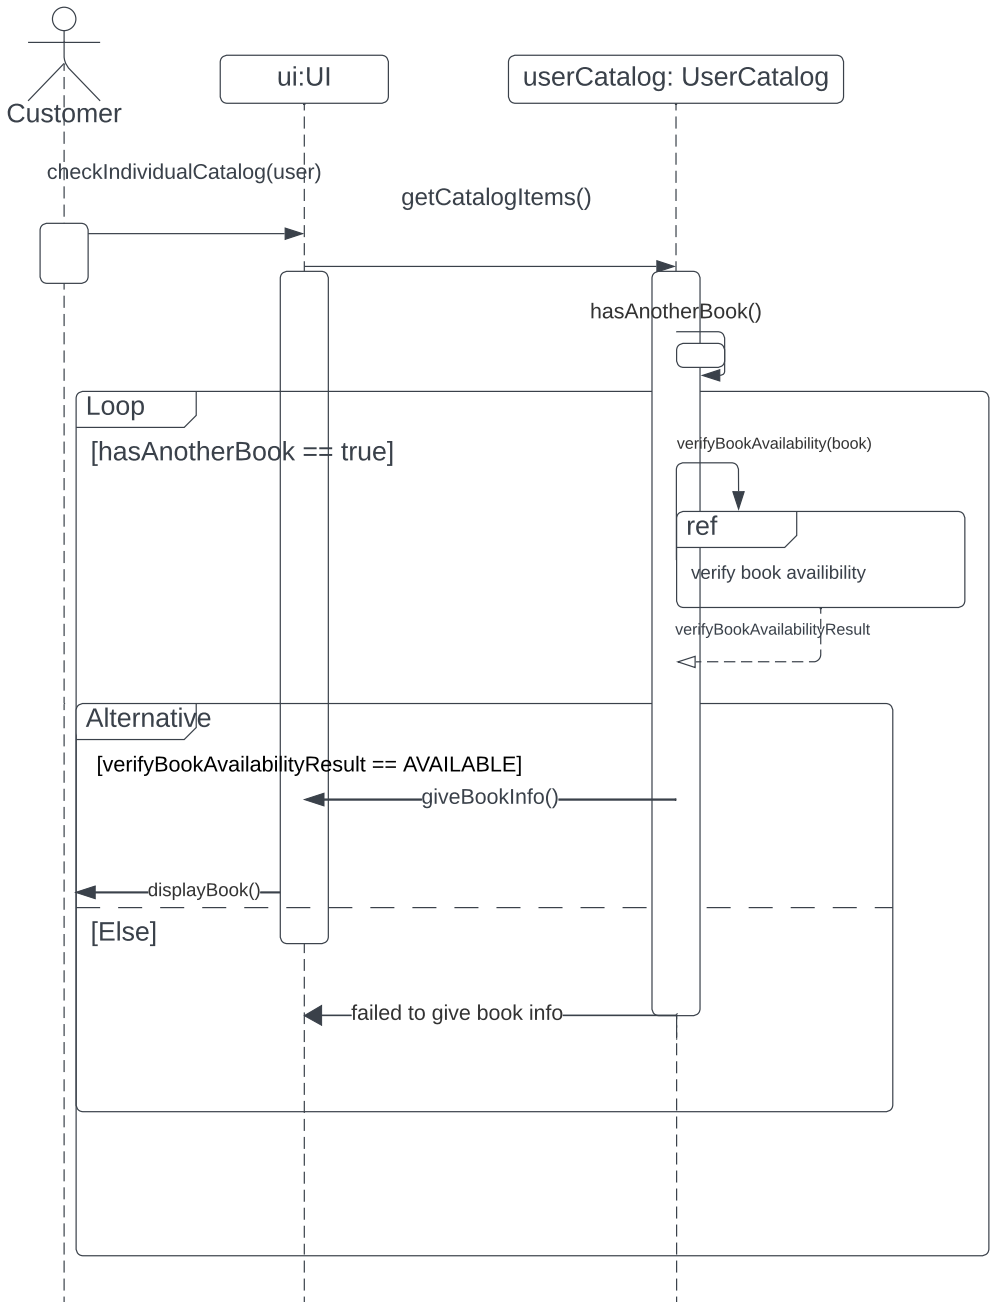 Customer
ui:UI
userCatalog: UserCatalog
checkIndividualCatalog(user)
getCatalogItems()
hasAnotherBook()
Loop
[hasAnotherBook == true]
verifyBookAvailability(book)
ref
verify book availibility
verifyBookAvailabilityResult
Alternative
[verifyBookAvailabilityResult == AVAILABLE]
giveBookInfo()
displayBook()
[Else]
failed to give book info